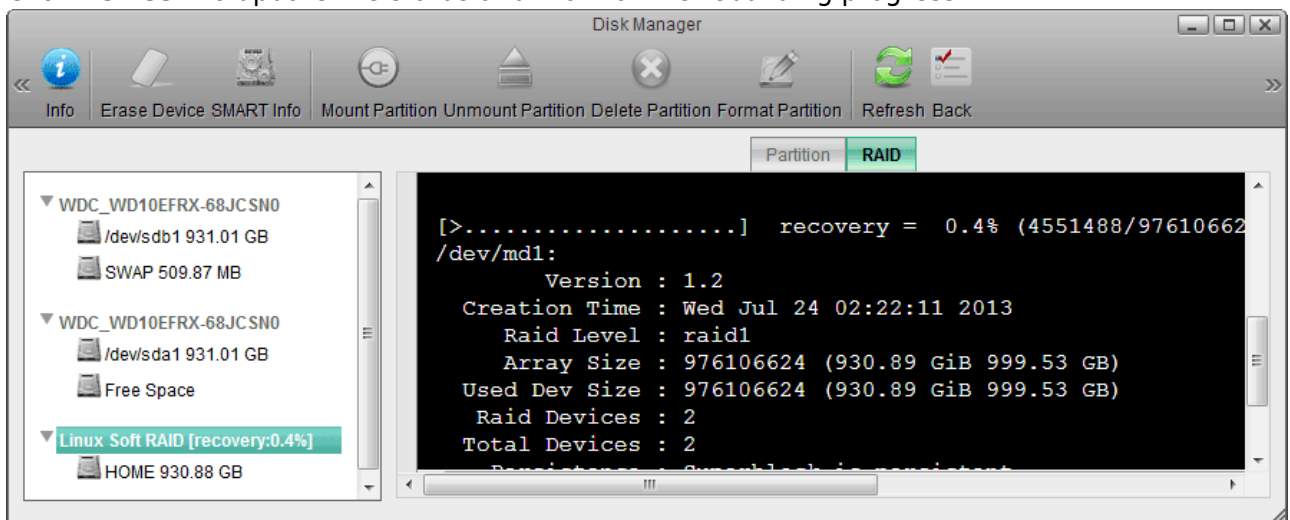 Disk Manager
Info Erase Device SMART Info Mount Partition Unmount Partition Delete Partition Format Partition Refresh Back
Partition RAID
WDC_WD10EFRX-68JCSN0
/dev/sdb1 931.01 GB
SWAP 509.87 MB
WDC_WD10EFRX-68JCSN0
/dev/sda1 931.01 GB
Free Space
Linux Soft RAID [recovery:0.4%]
HOME 930.88 GB
[>....................] recovery = 0.4% (4551488/97610662
/dev/md1:
Version : 1.2
Creation Time : Wed Jul 24 02:22:11 2013
Raid Level : raid1
Array Size : 976106624 (930.89 GiB 999.53 GB)
Used Dev Size : 976106624 (930.89 GiB 999.53 GB)
Raid Devices : 2
Total Devices : 2
Persistence : Superblock is persistent